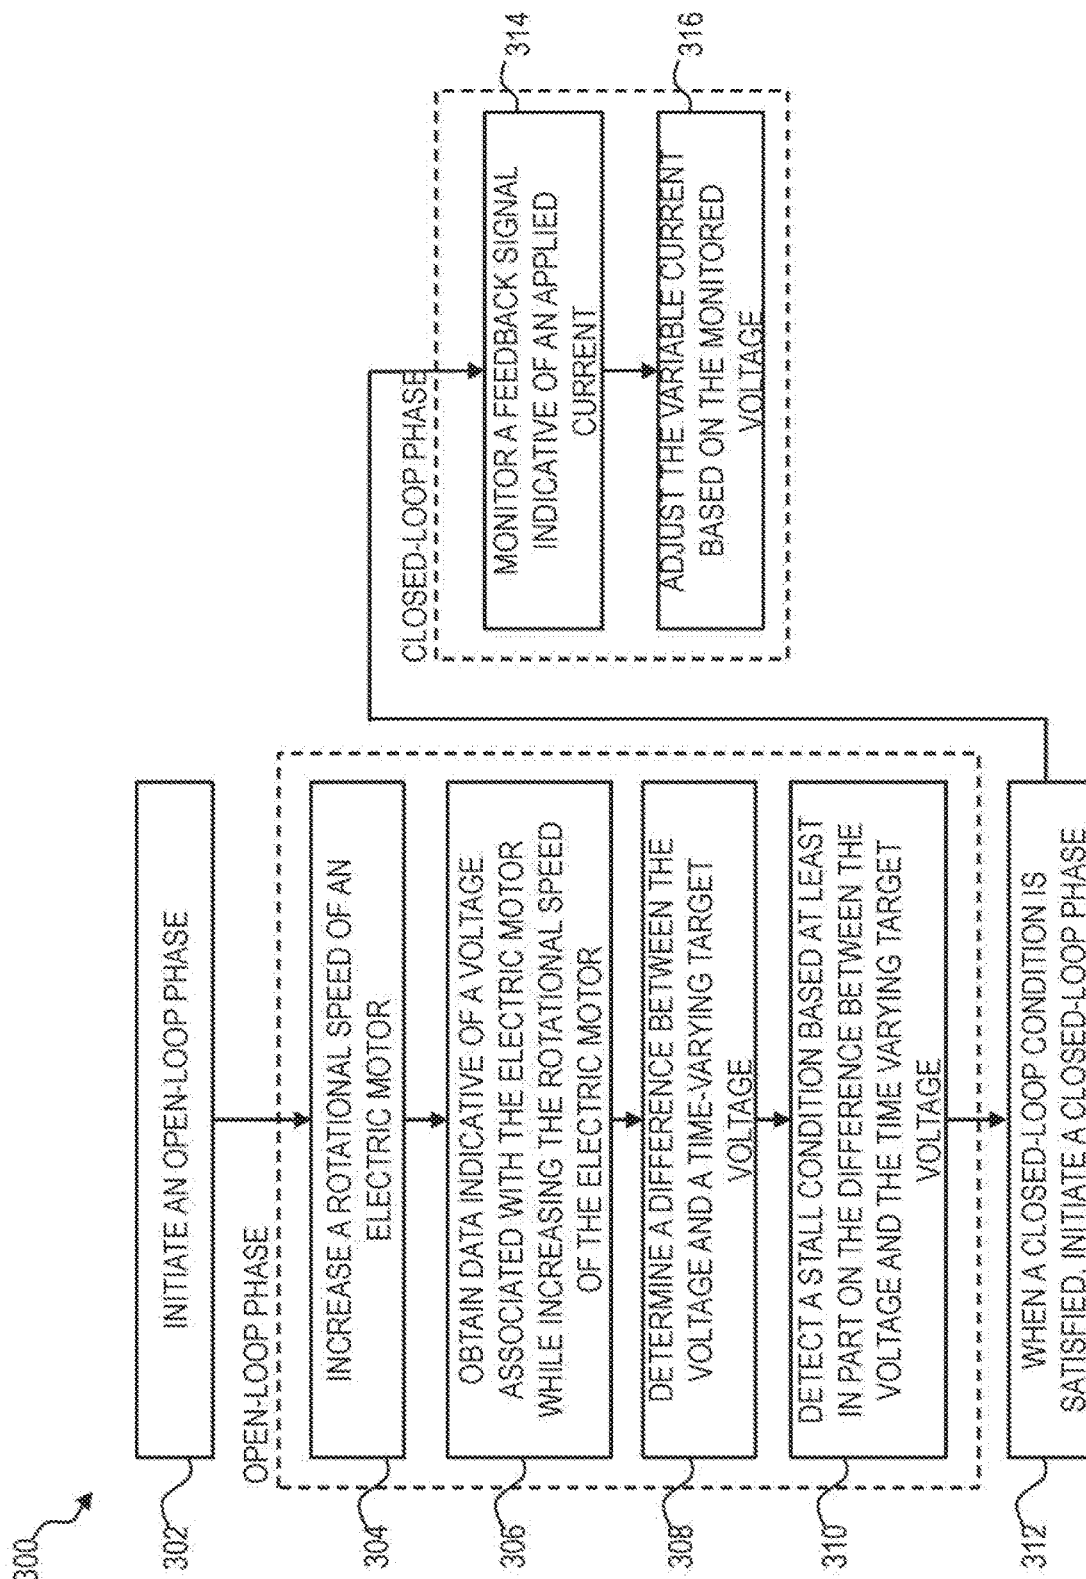 300
302
INITIATE AN OPEN-LOOP PHASE
OPEN-LOOP PHASE
304
INCREASE A ROTATIONAL SPEED OF AN
ELECTRIC MOTOR
306
OBTAIN DATA INDICATIVE OF A VOLTAGE
ASSOCIATED WITH THE ELECTRIC MOTOR
WHILE INCREASING THE ROTATIONAL SPEED
OF THE ELECTRIC MOTOR
308
DETERMINE A DIFFERENCE BETWEEN THE
VOLTAGE AND A TIME-VARYING TARGET
VOLTAGE
310
DETECT A STALL CONDITION BASED AT LEAST
IN PART ON THE DIFFERENCE BETWEEN THE
VOLTAGE AND THE TIME VARYING TARGET
VOLTAGE
312
WHEN A CLOSED-LOOP CONDITION IS
SATISFIED, INITIATE A CLOSED-LOOP PHASE
CLOSED-LOOP PHASE
314
MONITOR A FEEDBACK SIGNAL
INDICATIVE OF AN APPLIED
CURRENT
316
ADJUST THE VARIABLE CURRENT
BASED ON THE MONITORED
VOLTAGE